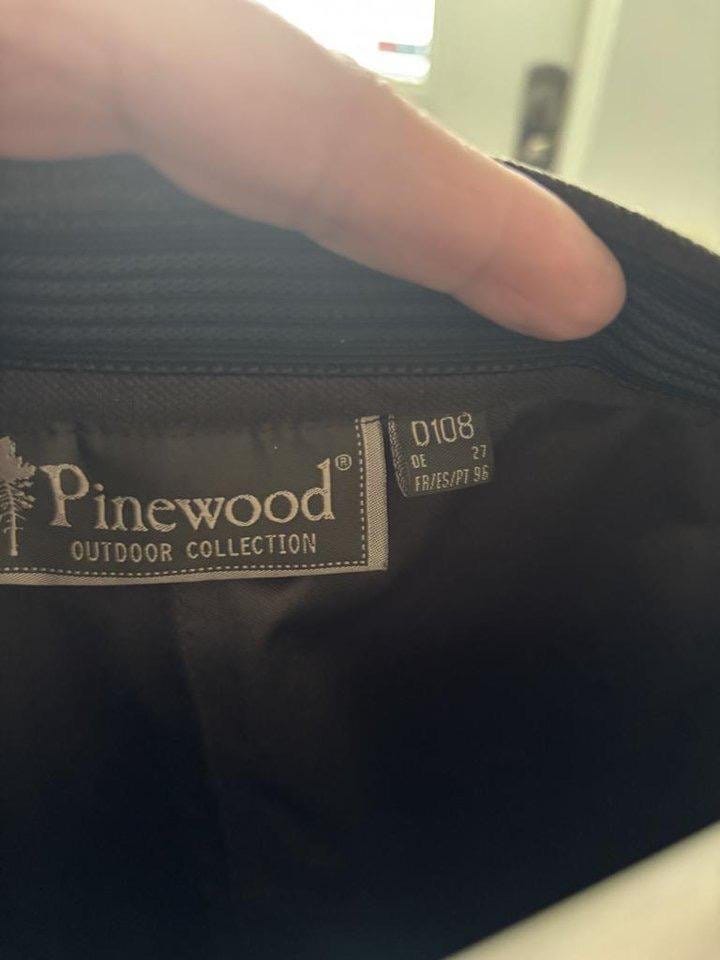 Pinewood®
OUTDOOR COLLECTION
D108
DE 27
FR/ES/PT 96